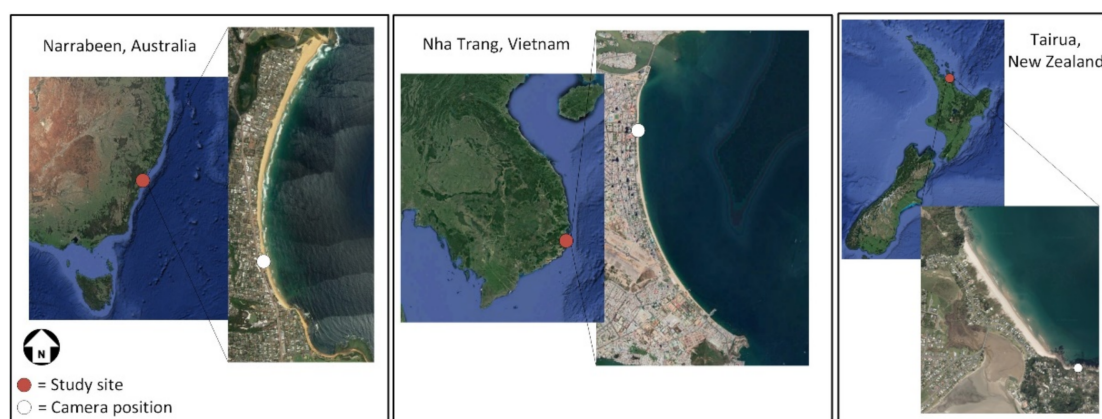 Narrabeen, Australia
N
= Study site
= Camera position
Nha Trang, Vietnam
Tairua,
New Zealand